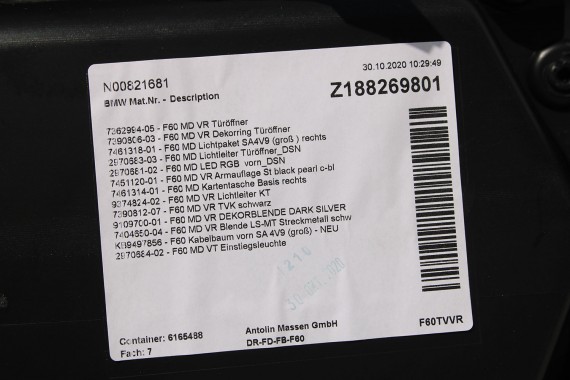 30.10.2020 10:29:49
N00821681
Z188269801
BMW Mat.Nr. - Description
7362994-05 - F60 MD VR Türöffner
7390806-03 - F60 MD VR Dekorring Türöffner
7461318-01 - F60 MD Lichtpaket SA4V9 (groß ) rechts
2970683-03 - F60 MD Lichtleiter Türöffner_DSN
2970681-02 - F60 MD LED RGB vorn_DSN
7451120-01 - F60 MD VR Armauflage St black pearl c-bl
7461314-01 - F60 MD Kartentasche Basis rechts
9374824-02 - F60 MD VR Lichtleiter KT
7390812-07 - F60 MD VR TVK schwarz
9109700-01 - F60 MD VR DEKORBLENDE DARK SILVER
7404650-04 - F60 MD VR Blende LS-MT Streckmetall schw
KB9497856 - F60 Kabelbaum vorn SA 4V9 (groß) - NEU
2970684-02 - F60 MD VT Einstiegsleuchte
Container: 6165488
Antolin Massen GmbH
F60TVVR
Fach: 7
DR-FD-FB-F60